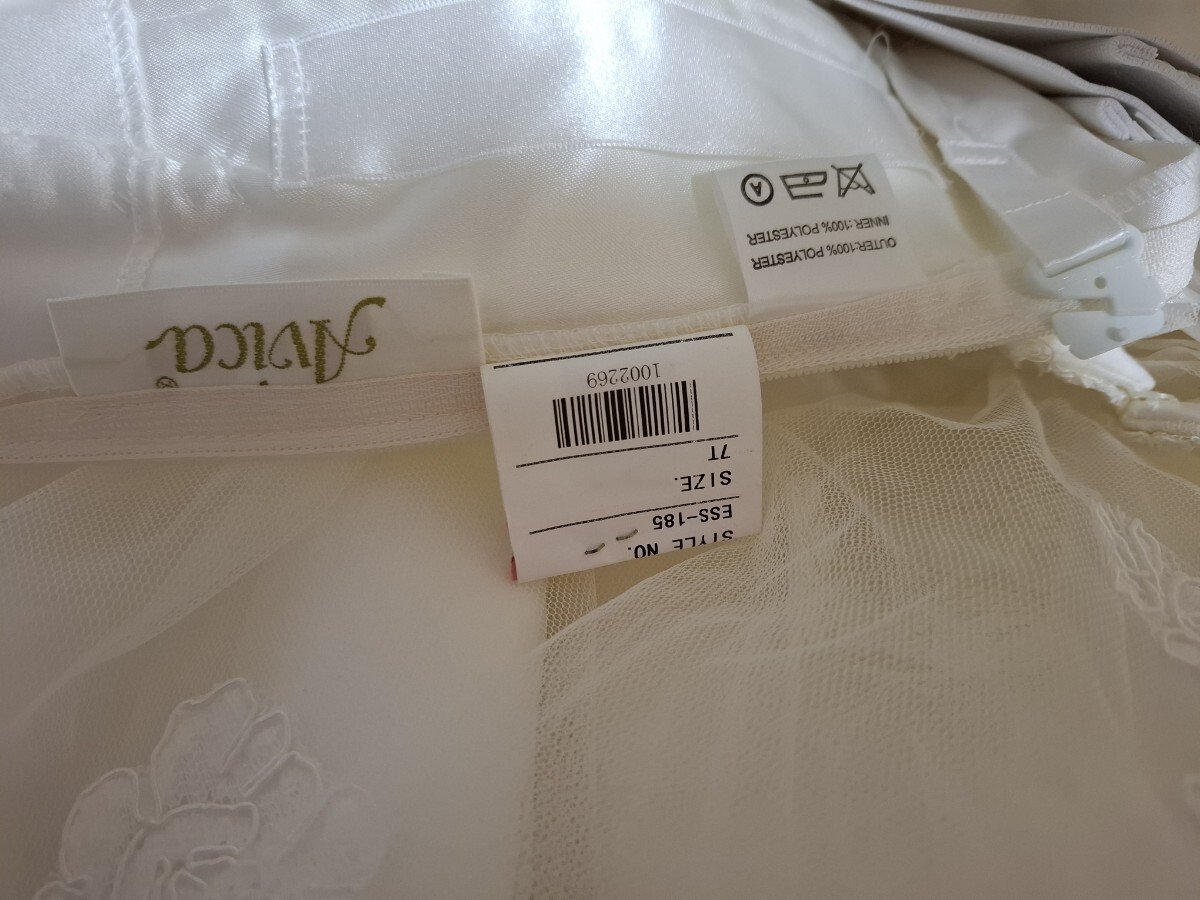 Avica
®
OUTER:100% POLYESTER
INNER:100% POLYESTER
A
STYLE NO.
ESS-185
SIZE.
7T
1002269